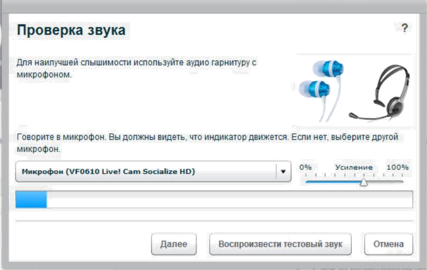 Проверка звука
?
Для наилучшей слышимости используйте аудио гарнитуру с
микрофоном.
Говорите в микрофон. Вы должны видеть, что индикатор движется. Если нет, выберите другой
микрофон.
Микрофон (VF0610 Live! Cam Socialize HD)
0% Усиление 100%
Далее
Воспроизвести тестовый звук
Отмена